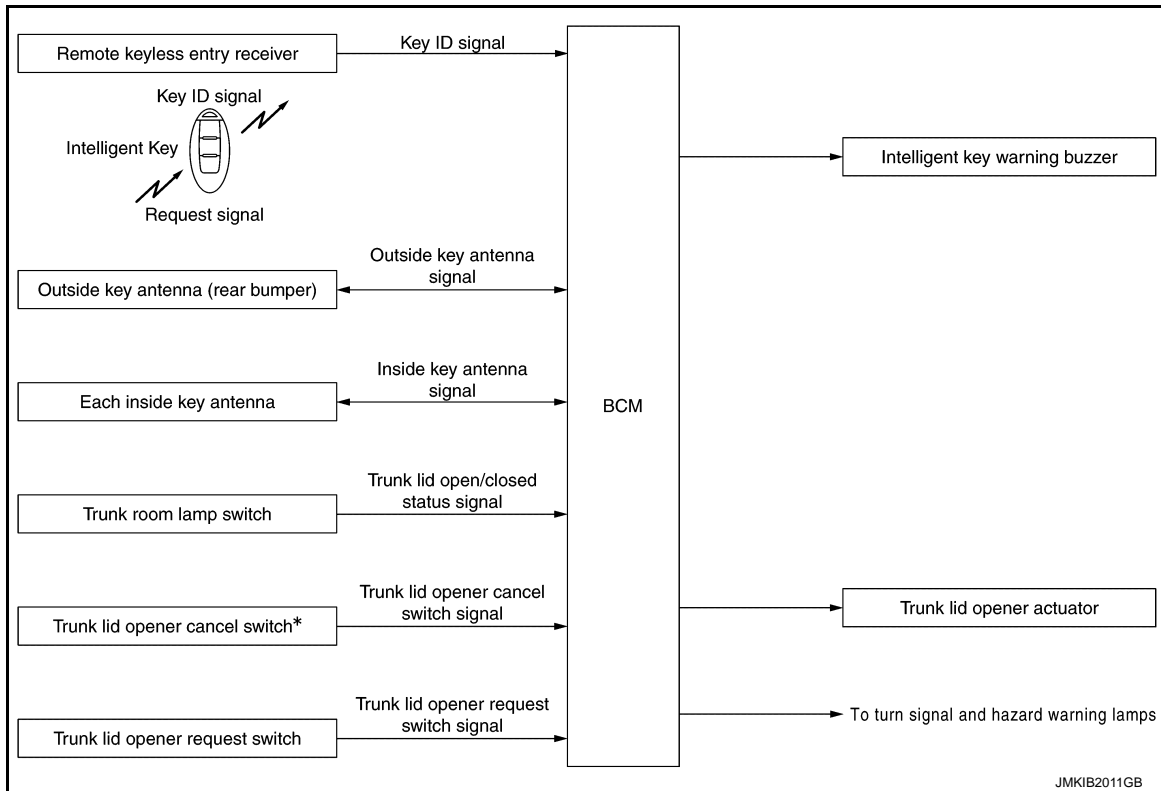 Remote keyless entry receiver
Key ID signal
Key ID signal
Intelligent Key
Request signal
Intelligent key warning buzzer
Outside key antenna (rear bumper)
Outside key antenna
signal
Each inside key antenna
Inside key antenna
signal
BCM
Trunk room lamp switch
Trunk lid open/closed
status signal
Trunk lid opener cancel switch*
Trunk lid opener cancel
switch signal
Trunk lid opener actuator
Trunk lid opener request switch
Trunk lid opener request
switch signal
To turn signal and hazard warning lamps
JMKIB2011GB